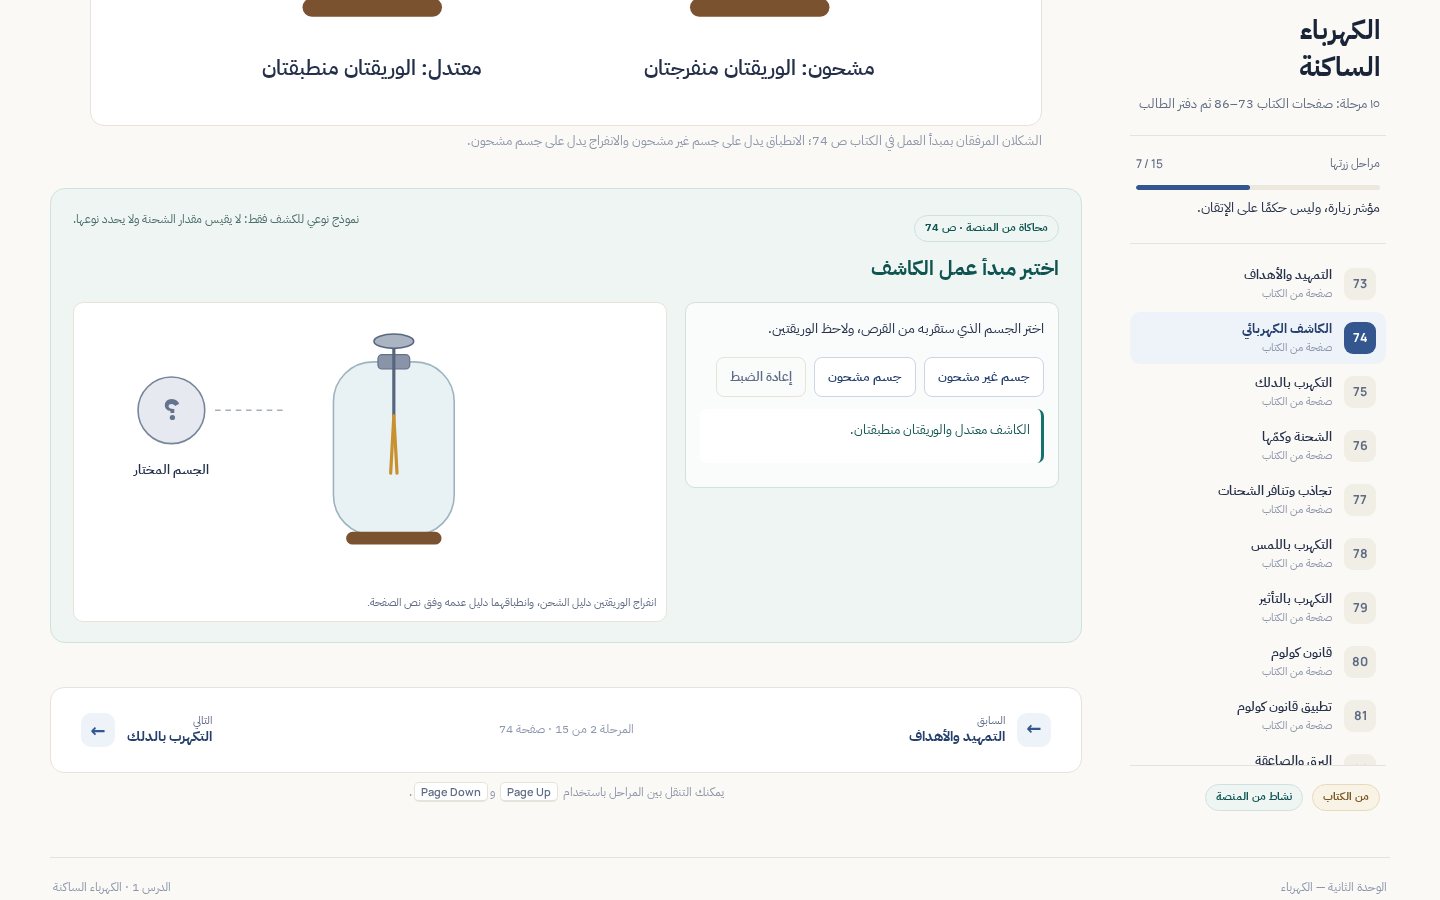 الكهرباء
الساكنة
١٥ مرحلة: صفحات الكتاب 73–86 ثم دفتر الطالب
مراحل زرتها
7 / 15
مؤشر زيارة، وليس حكمًا على الإتقان.
73
التمهيد والأهداف
صفحة من الكتاب
74
الكاشف الكهربائي
صفحة من الكتاب
75
التكهرب بالدلك
صفحة من الكتاب
76
الشحنة وكمّها
صفحة من الكتاب
77
تجاذب وتنافر الشحنات
صفحة من الكتاب
78
التكهرب باللمس
صفحة من الكتاب
79
التكهرب بالتأثير
صفحة من الكتاب
80
قانون كولوم
صفحة من الكتاب
81
تطبيق قانون كولوم
صفحة من الكتاب
البرق والصاعقة
من الكتاب
نشاط من المنصة
مشحون: الوريقتان منفرجتان
معتدل: الوريقتان منطبقتان
الشكلان المرفقان بمبدأ العمل في الكتاب ص 74؛ الانطباق يدل على جسم غير مشحون والانفراج يدل على جسم مشحون.
محاكاة من المنصة · ص 74
نموذج نوعي للكشف فقط: لا يقيس مقدار الشحنة ولا يحدد نوعها.
اختبر مبدأ عمل الكاشف
اختر الجسم الذي ستقربه من القرص، ولاحظ الوريقتين.
جسم غير مشحون
جسم مشحون
إعادة الضبط
الكاشف معتدل والوريقتان منطبقتان.
؟
الجسم المختار
انفراج الوريقتين دليل الشحن، وانطباقهما دليل عدمه وفق نص الصفحة.
السابق
التمهيد والأهداف
المرحلة 2 من 15 · صفحة 74
التالي
التكهرب بالدلك
يمكنك التنقل بين المراحل باستخدام Page Up و Page Down.
الوحدة الثانية — الكهرباء
الدرس 1 · الكهرباء الساكنة